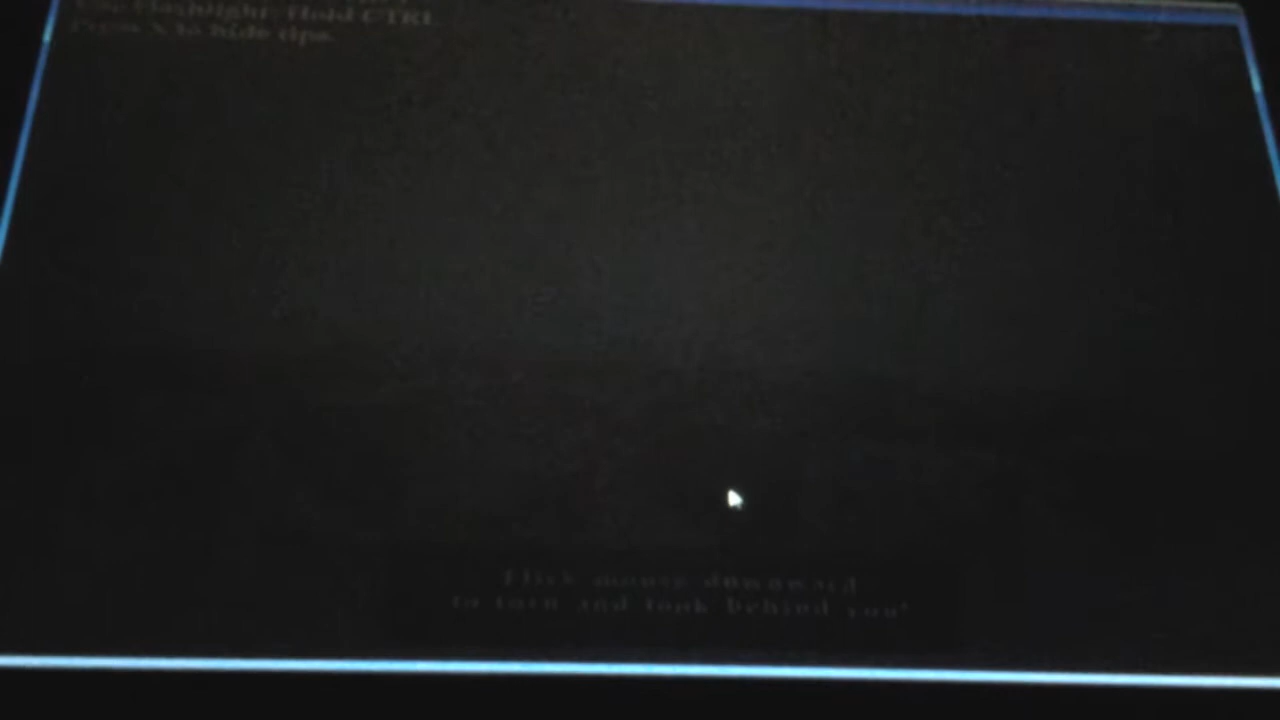 Use Flashlight: Hold CTRL
Press X to hide tips.
Flick mouse downward
to turn and look behind you!